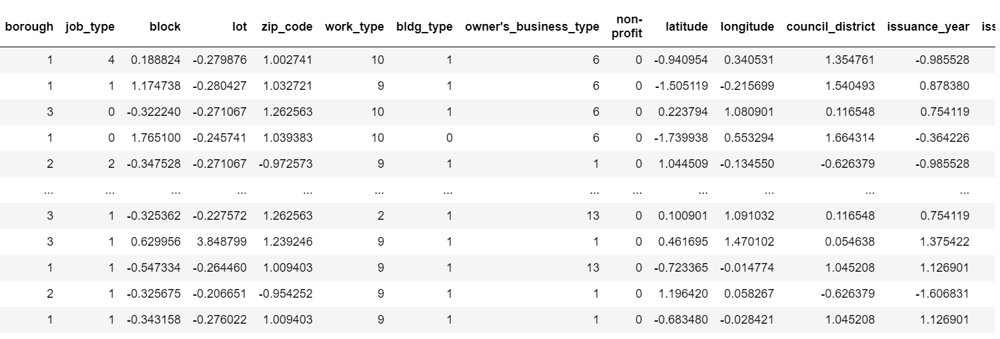 borough job_type block lot zip_code work_type bldg_type owner's_business_type non-profit latitude longitude council_district issuance_year iss
1 4 0.188824 -0.279876 1.002741 10 1 6 0 -0.940954 0.340531 1.354761 -0.985528
1 1 1.174738 -0.280427 1.032721 9 1 6 0 -1.505119 -0.215699 1.540493 0.878380
3 0 -0.322240 -0.271067 1.262563 10 1 6 0 0.223794 1.080901 0.116548 0.754119
1 0 1.765100 -0.245741 1.039383 10 0 6 0 -1.739938 0.553294 1.664314 -0.364226
2 2 -0.347528 -0.271067 -0.972573 9 1 1 0 1.044509 -0.134550 -0.626379 -0.985528
... ... ... ... ... ... ... ... ... ... ... ... ...
3 1 -0.325362 -0.227572 1.262563 2 1 13 0 0.100901 1.091032 0.116548 0.754119
3 1 0.629956 3.848799 1.239246 9 1 1 0 0.461695 1.470102 0.054638 1.375422
1 1 -0.547334 -0.264460 1.009403 9 1 13 0 -0.723365 -0.014774 1.045208 1.126901
2 1 -0.325675 -0.206651 -0.954252 9 1 1 0 1.196420 0.058267 -0.626379 -1.606831
1 1 -0.343158 -0.276022 1.009403 9 1 1 0 -0.683480 -0.028421 1.045208 1.126901